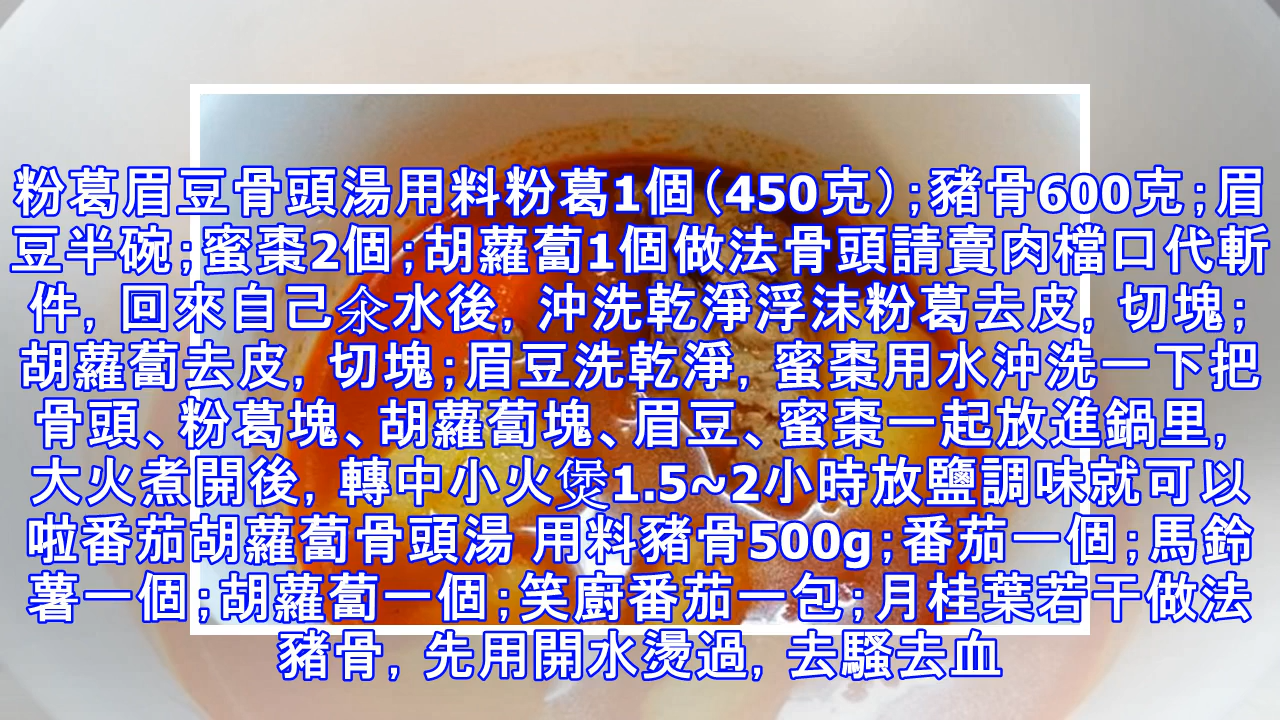 粉葛眉豆骨頭湯用料粉葛1個(450克);豬骨600克;眉
豆半碗;蜜棗2個;胡蘿蔔1個做法骨頭請賣肉檔口代斬
件, 回來自己汆水後, 沖洗乾淨浮沫粉葛去皮, 切塊;
胡蘿蔔去皮, 切塊;眉豆洗乾淨, 蜜棗用水沖洗一下把
骨頭、粉葛塊、胡蘿蔔塊、眉豆、蜜棗一起放進鍋里,
大火煮開後, 轉中小火煲1.5~2小時放鹽調味就可以
啦番茄胡蘿蔔骨頭湯 用料豬骨500g;番茄一個;馬鈴
薯一個;胡蘿蔔一個;笑廚番茄一包;月桂葉若干做法
豬骨, 先用開水燙過, 去騷去血